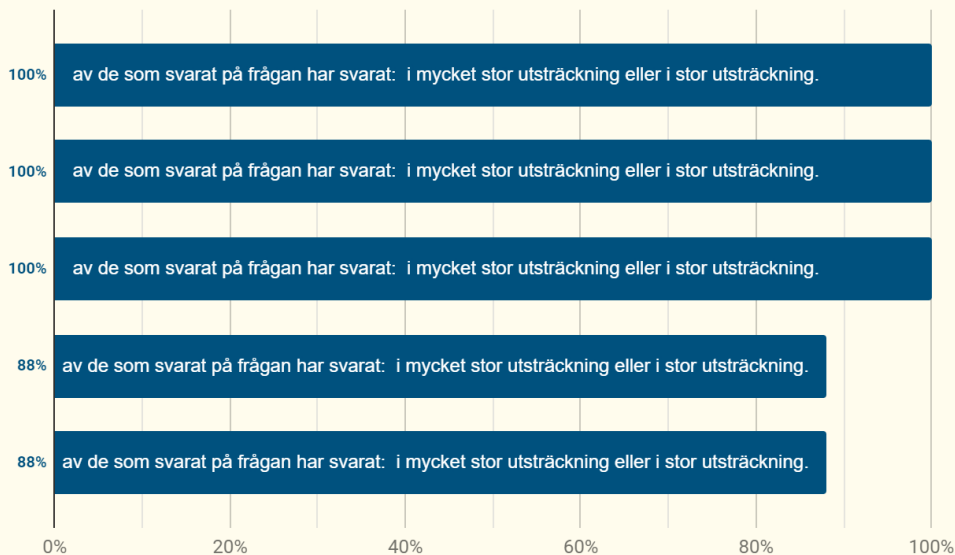 100% av de som svarat på frågan har svarat:  i mycket stor utsträckning eller i stor utsträckning.
100% av de som svarat på frågan har svarat:  i mycket stor utsträckning eller i stor utsträckning.
100% av de som svarat på frågan har svarat:  i mycket stor utsträckning eller i stor utsträckning.
88% av de som svarat på frågan har svarat:  i mycket stor utsträckning eller i stor utsträckning.
88% av de som svarat på frågan har svarat:  i mycket stor utsträckning eller i stor utsträckning.
0% 20% 40% 60% 80% 100%